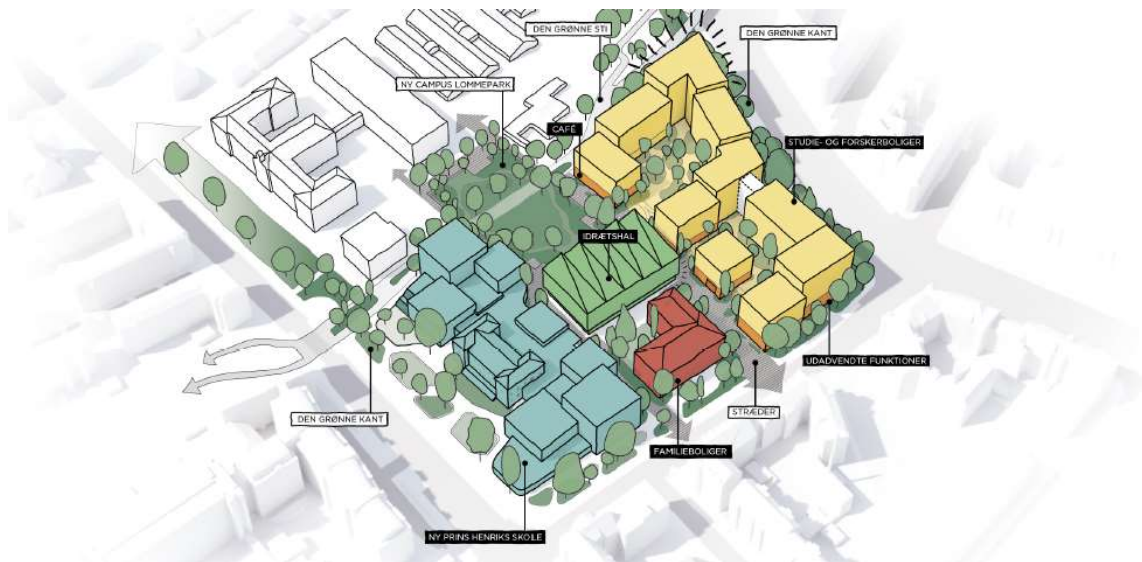 DEN GRØNNE STI
DEN GRØNNE KANT
NY CAMPUS LOMMEPARK
CAFÉ
STUDIE- OG FORSKERBOLIGER
IDRÆTSHAL
UDADVENDTE FUNKTIONER
DEN GRØNNE KANT
STRÆDER
FAMILIEBOLIGER
NY PRINS HENRIKS SKOLE